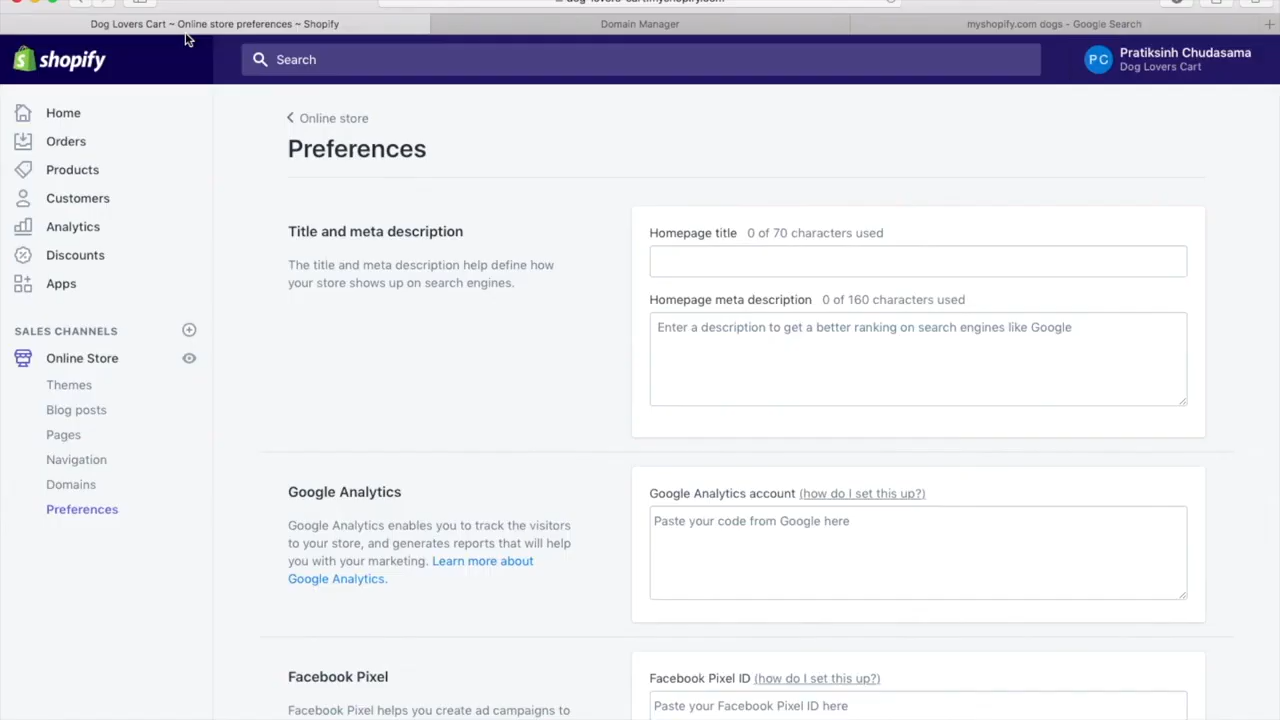 dog-lovers-cart.myshopify.com
Dog Lovers Cart ~ Online store preferences ~ Shopify
Domain Manager
myshopify.com dogs - Google Search
shopify
Search
PC
Pratiksinh Chudasama
Dog Lovers Cart
Home
Orders
Products
Customers
Analytics
Discounts
Apps
SALES CHANNELS
Online Store
Themes
Blog posts
Pages
Navigation
Domains
Preferences
Online store
Preferences
Title and meta description
The title and meta description help define how
your store shows up on search engines.
Homepage title 0 of 70 characters used
Homepage meta description 0 of 160 characters used
Enter a description to get a better ranking on search engines like Google
Google Analytics
Google Analytics enables you to track the visitors
to your store, and generates reports that will help
you with your marketing. Learn more about
Google Analytics.
Google Analytics account (how do I set this up?)
Paste your code from Google here
Facebook Pixel
Facebook Pixel helps you create ad campaigns to
Facebook Pixel ID (how do I set this up?)
Paste your Facebook Pixel ID here